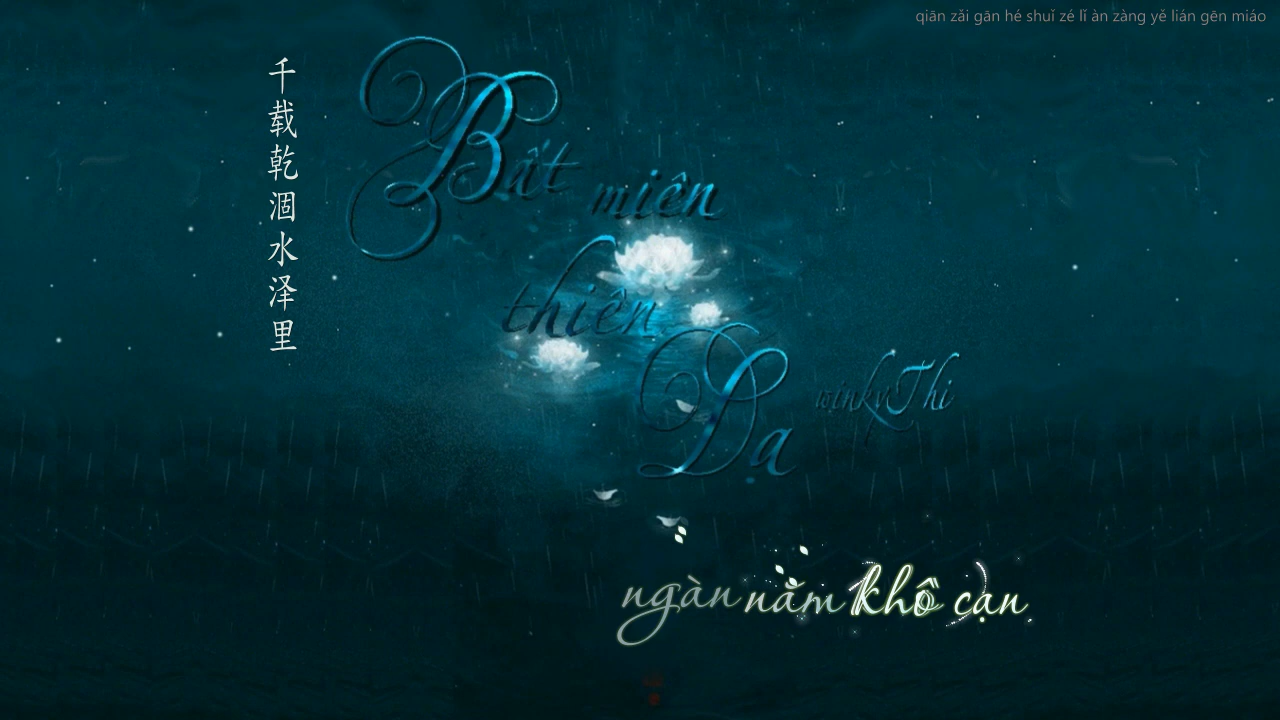 qiān zǎi gān hé shuǐ zé lǐ àn zàng yě lián gēn miáo
千载乾涸水泽里
Bất miên
thiên
Dạ
winkyThi
ngàn năm khô cạn